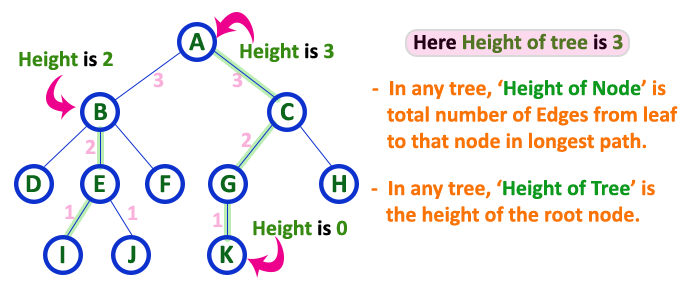 A
Height is 3
Here Height of tree is 3
Height is 2
3
3
- In any tree, ‘Height of Node’ is
total number of Edges from leaf
to that node in longest path.
B
C
2
2
D
E
F
G
H
- In any tree, ‘Height of Tree’ is
the height of the root node.
1
1
1
Height is 0
I
J
K